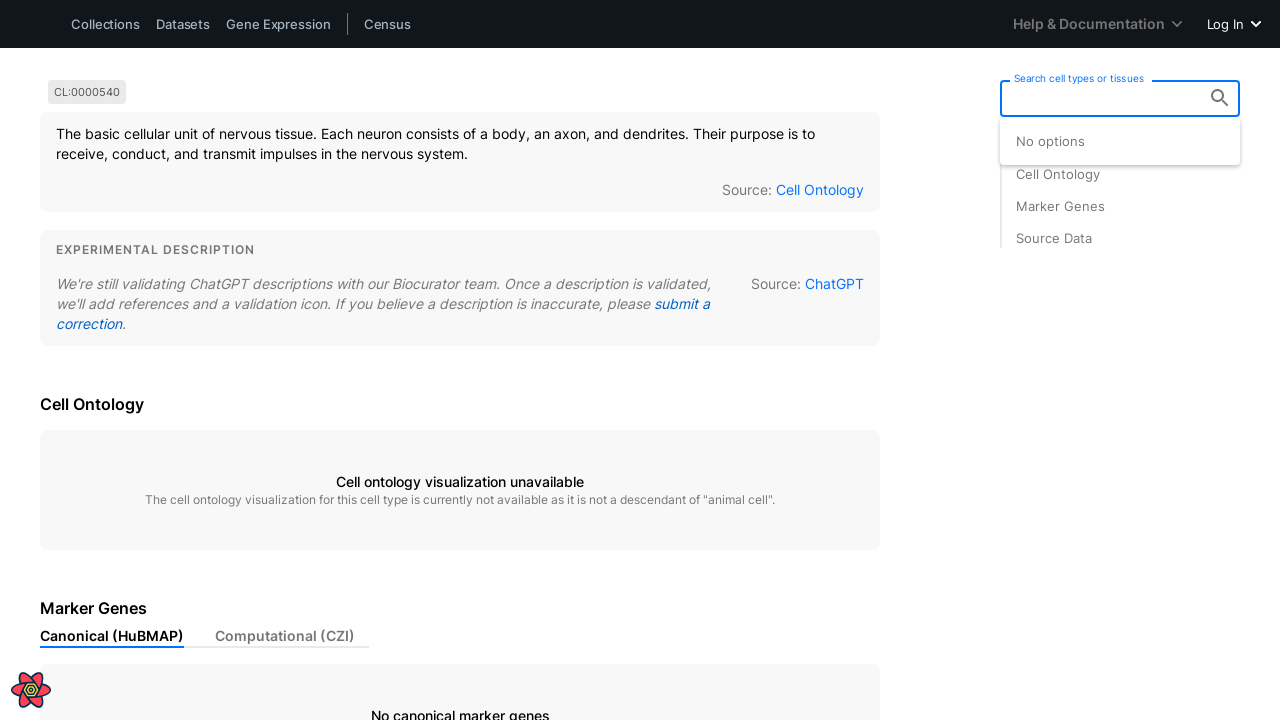 Collections Datasets Gene Expression Census Help & Documentation Log In
CL:0000540
Search cell types or tissues
The basic cellular unit of nervous tissue. Each neuron consists of a body, an axon, and dendrites. Their purpose is to
receive, conduct, and transmit impulses in the nervous system.
Source: Cell Ontology
No options
Cell Ontology
Marker Genes
Source Data
EXPERIMENTAL DESCRIPTION
We're still validating ChatGPT descriptions with our Biocurator team. Once a description is validated,
we'll add references and a validation icon. If you believe a description is inaccurate, please submit a
correction.
Source: ChatGPT
Cell Ontology
Cell ontology visualization unavailable
The cell ontology visualization for this cell type is currently not available as it is not a descendant of "animal cell".
Marker Genes
Canonical (HuBMAP) Computational (CZI)
No canonical marker genes